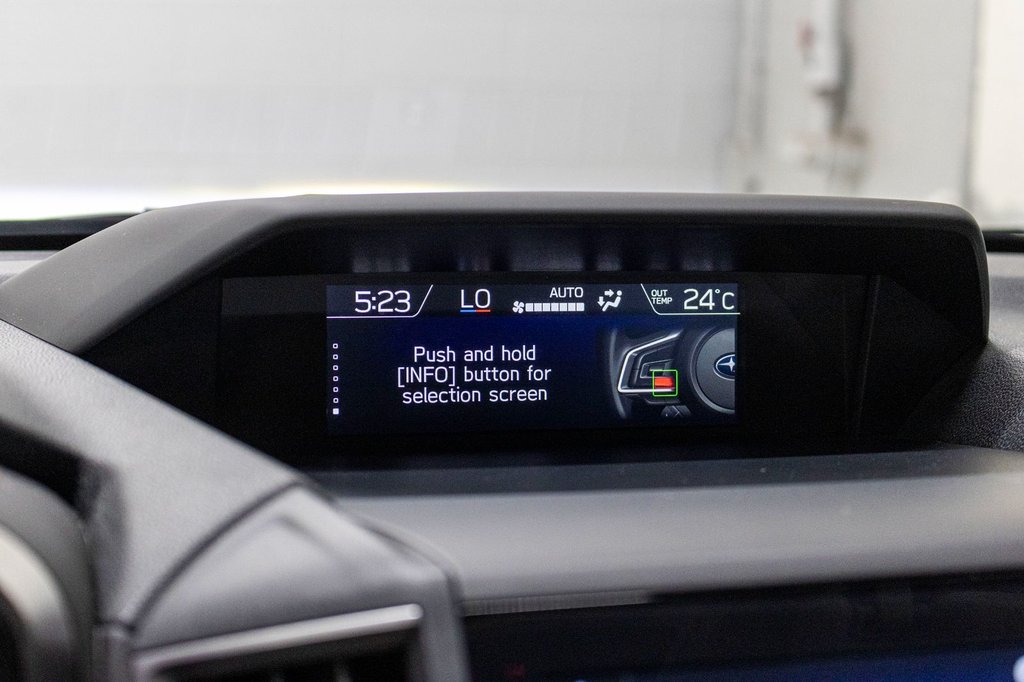 5:23 LO AUTO OUT TEMP 24°C
Push and hold
[INFO] button for
selection screen